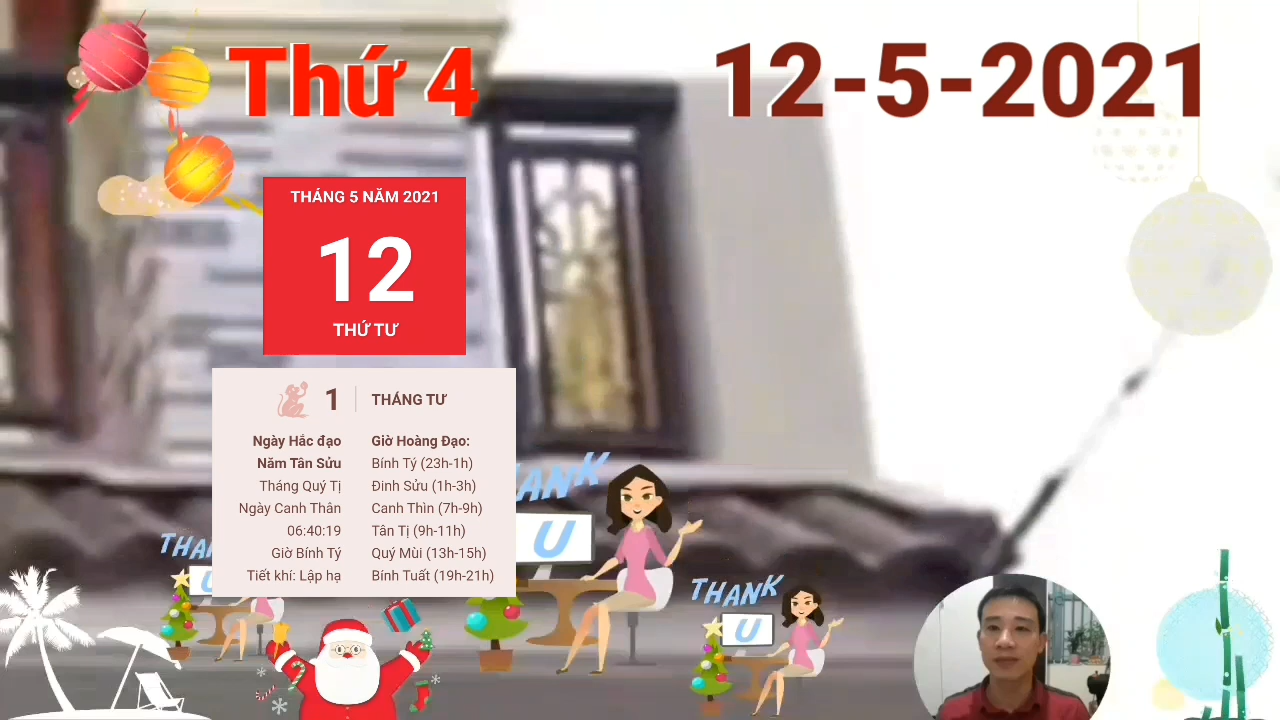 Thứ 4
12-5-2021
THÁNG 5 NĂM 2021
12
THỨ TƯ
1
THÁNG TƯ
Ngày Hắc đạo
Năm Tân Sửu
Tháng Quý Tị
Ngày Canh Thân
06:40:19
Giờ Bính Tý
Tiết khí: Lập hạ
Giờ Hoàng Đạo:
Bính Tý (23h-1h)
Đinh Sửu (1h-3h)
Canh Thìn (7h-9h)
Tân Tị (9h-11h)
Quý Mùi (13h-15h)
Bính Tuất (19h-21h)
THANK
U